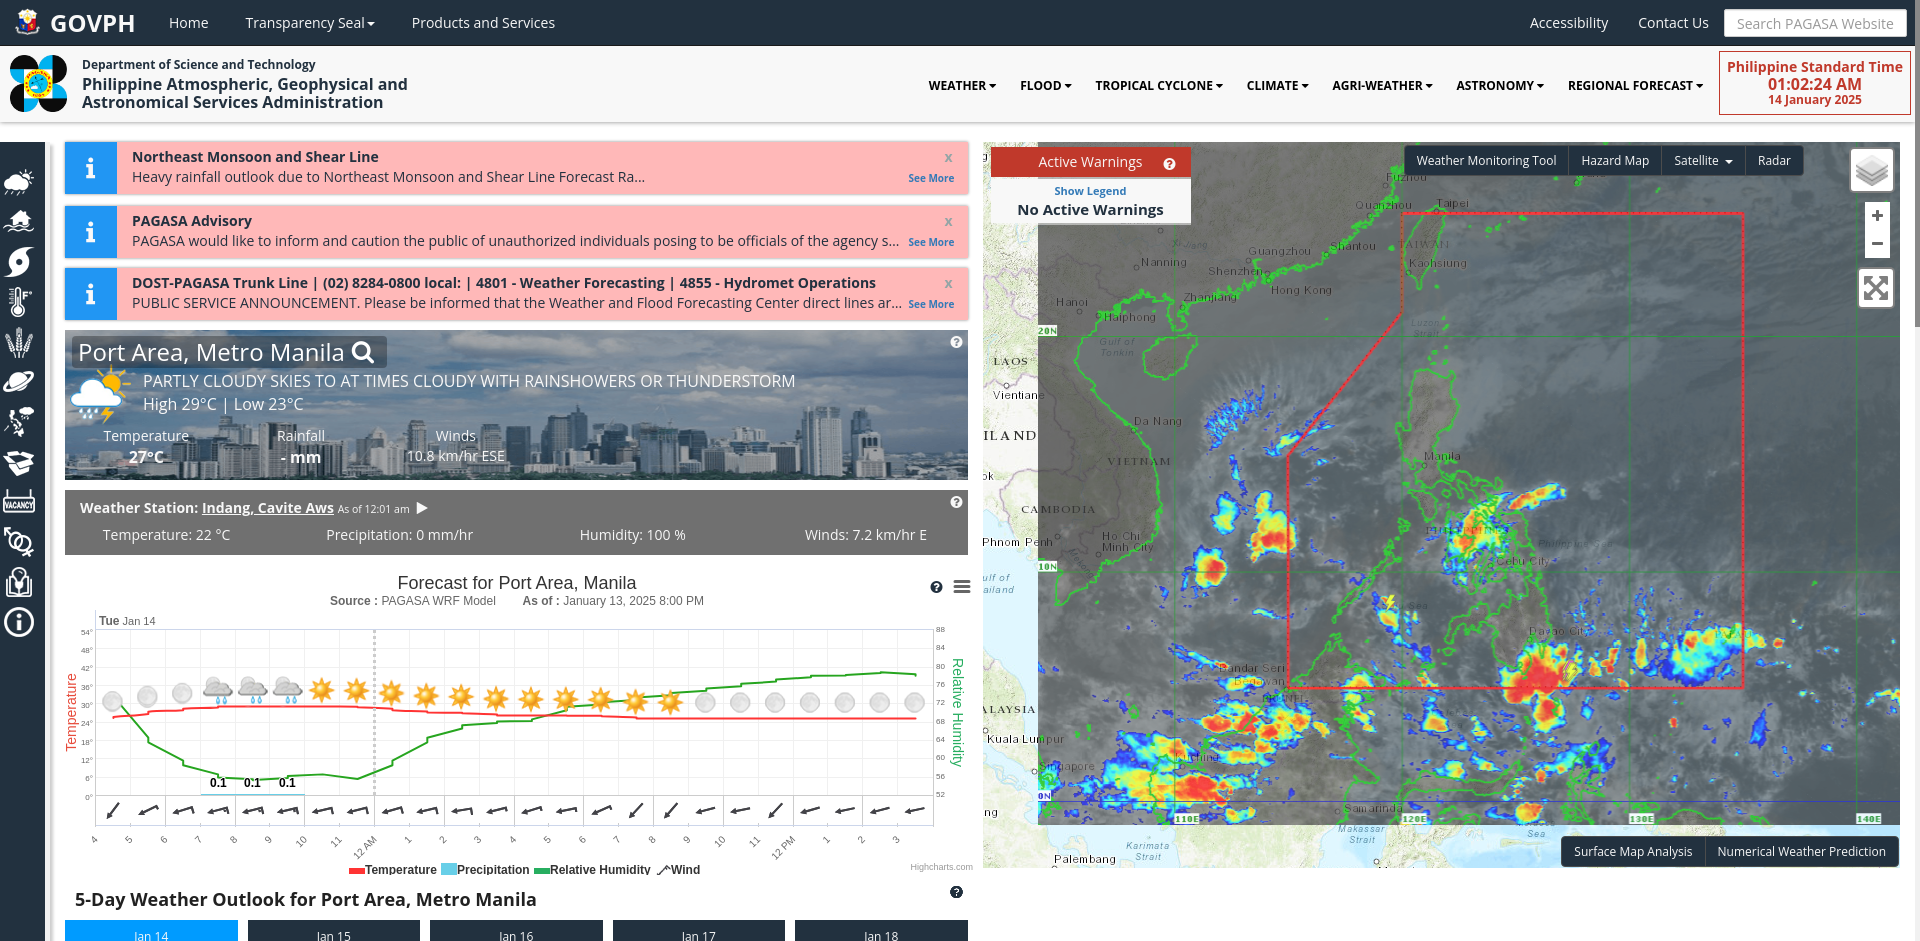 GOVPH
Home
Transparency Seal
Products and Services
Accessibility
Contact Us
Search PAGASA Website
Department of Science and Technology
Philippine Atmospheric, Geophysical and
Astronomical Services Administration
WEATHER
FLOOD
TROPICAL CYCLONE
CLIMATE
AGRI-WEATHER
ASTRONOMY
REGIONAL FORECAST
Philippine Standard Time
01:02:24 AM
14 January 2025
Northeast Monsoon and Shear Line
x
Heavy rainfall outlook due to Northeast Monsoon and Shear Line Forecast Ra...
See More
PAGASA Advisory
x
PAGASA would like to inform and caution the public of unauthorized individuals posing to be officials of the agency s...
See More
DOST-PAGASA Trunk Line | (02) 8284-0800 local: | 4801 - Weather Forecasting | 4855 - Hydromet Operations
x
PUBLIC SERVICE ANNOUNCEMENT. Please be informed that the Weather and Flood Forecasting Center direct lines ar...
See More
Port Area, Metro Manila
PARTLY CLOUDY SKIES TO AT TIMES CLOUDY WITH RAINSHOWERS OR THUNDERSTORM
High 29°C | Low 23°C
Temperature
Rainfall
Winds
27°C
- mm
10.8 km/hr ESE
Weather Station: Indang, Cavite Aws As of 12:01 am
Temperature: 22 °C
Precipitation: 0 mm/hr
Humidity: 100 %
Winds: 7.2 km/hr E
VACANCY
Forecast for Port Area, Manila
Source : PAGASA WRF Model As of : January 13, 2025 8:00 PM
Tue Jan 14
Temperature
54°
48°
42°
36°
30°
24°
18°
12°
6°
0°
88
84
80
76
72
68
64
60
56
52
Relative Humidity
0.1
0.1
0.1
4 5 6 7 8 9 10 11 12 AM 1 2 3 4 5 6 7 8 9 10 11 12 PM 1 2 3
Temperature Precipitation Relative Humidity Wind
Highcharts.com
5-Day Weather Outlook for Port Area, Metro Manila
Jan 14
Jan 15
Jan 16
Jan 17
Jan 18
Active Warnings
Show Legend
No Active Warnings
Weather Monitoring Tool
Hazard Map
Satellite
Radar
+
−
Fuzhou
Quanzhou
Taipei
Guangzhou
Shantou
TAIWAN
Nanning
Shenzhen
Kaohsiung
Hong Kong
Hanoi
Zhanjiang
Haiphong
Luzon
Strait
20N
Gulf of
Tonkin
LAOS
Vientiane
Da Nang
ILAND
VIETNAM
Manila
ok
CAMBODIA
PHILIPPINES
Phnom Penh
Ho Chi
Minh City
Cebu City
10N
ulf of
ailand
Davao City
Bandar Seri
Begawan
BRUNEI
ALAYSIA
Kuala Lumpur
Kuching
Singapore
0N
ng
Samarinda
110E
120E
130E
140E
Makassar
Strait
Sea
Karimata
Strait
Palembang
Surface Map Analysis
Numerical Weather Prediction